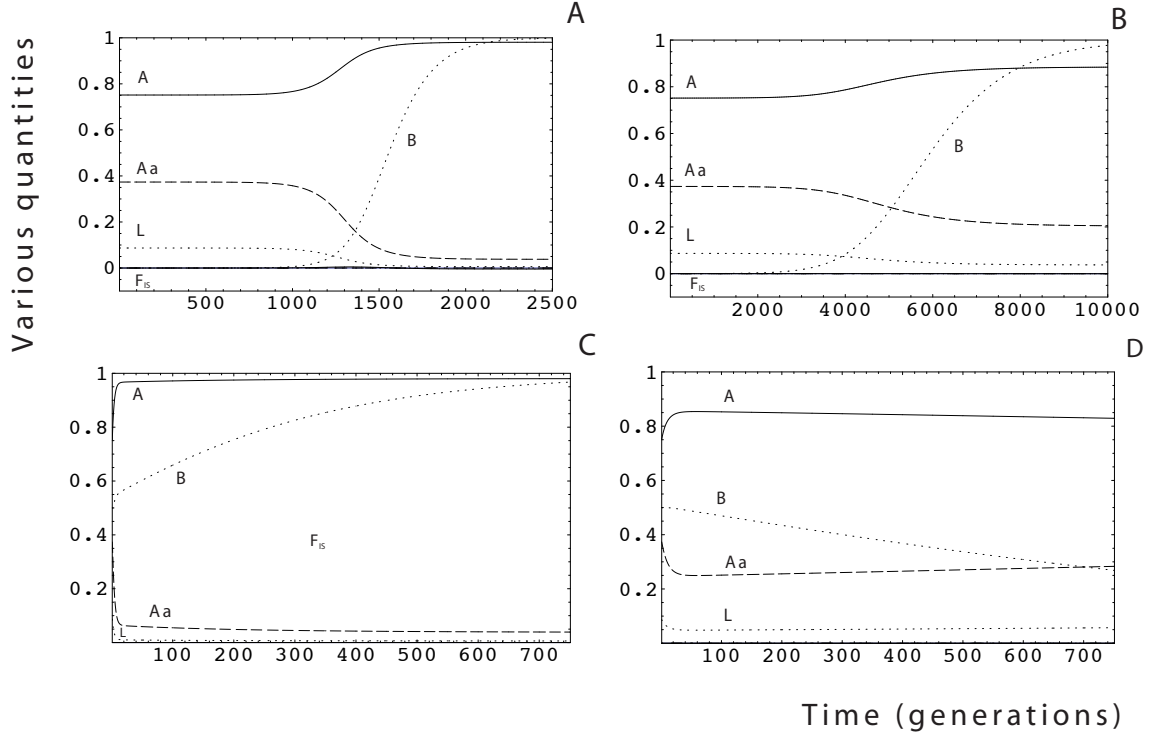 Various quantities
A
1
0.8
0.6
0.4
0.2
0
A
Aa
L
F_IS
B
500 1000 1500 2000 2500
B
1
0.8
0.6
0.4
0.2
0
A
Aa
L
F_IS
B
2000 4000 6000 8000 10000
C
1
0.8
0.6
0.4
0.2
A
B
F_IS
Aa
L
100 200 300 400 500 600 700
D
1
0.8
0.6
0.4
0.2
A
B
Aa
L
100 200 300 400 500 600 700
Time (generations)